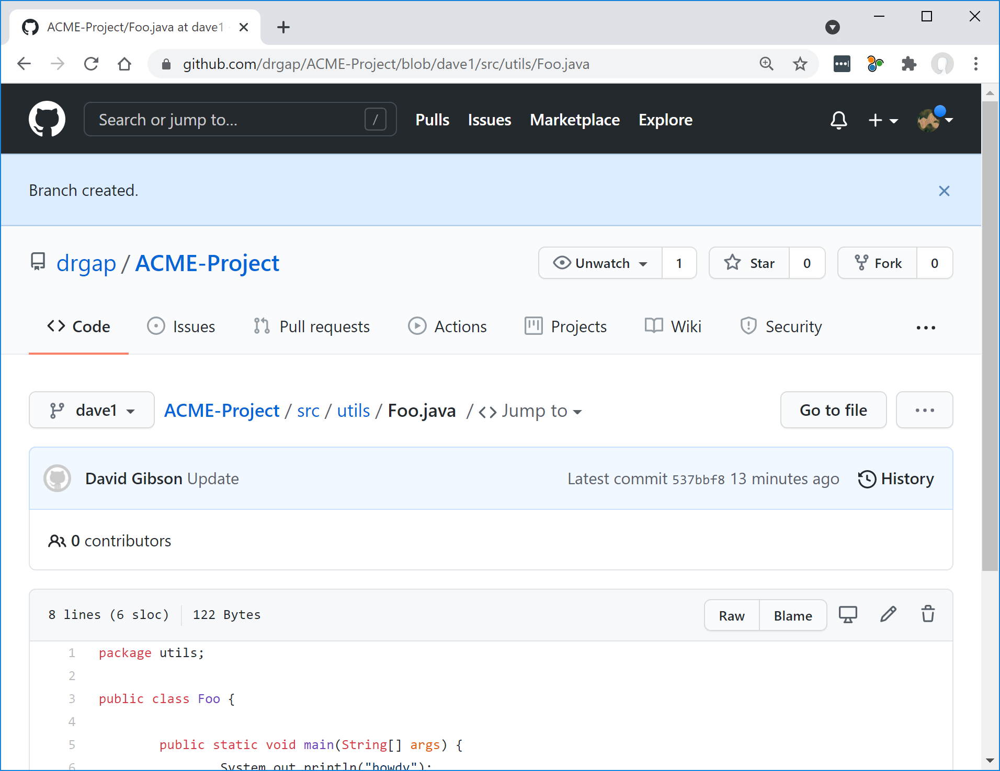 ACME-Project/Foo.java at dave1
github.com/drgap/ACME-Project/blob/dave1/src/utils/Foo.java
Search or jump to... / Pulls Issues Marketplace Explore
Branch created.
drgap / ACME-Project Unwatch 1 Star 0 Fork 0
Code Issues Pull requests Actions Projects Wiki Security ...
dave1 ACME-Project / src / utils / Foo.java / <> Jump to Go to file ...
David Gibson Update Latest commit 537bbf8 13 minutes ago History
0 contributors
8 lines (6 sloc) 122 Bytes Raw Blame
1 package utils;
2
3 public class Foo {
4
5 public static void main(String[] args) {
6 System.out.println("howdy");